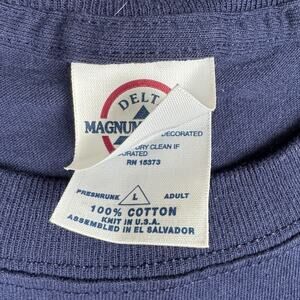 DELT
MAGNUM
DECORATED
DRY CLEAN IF
ORATED
RN 15373
PRESHRUNK L ADULT
100% COTTON
KNIT IN U.S.A.
ASSEMBLED IN EL SALVADOR